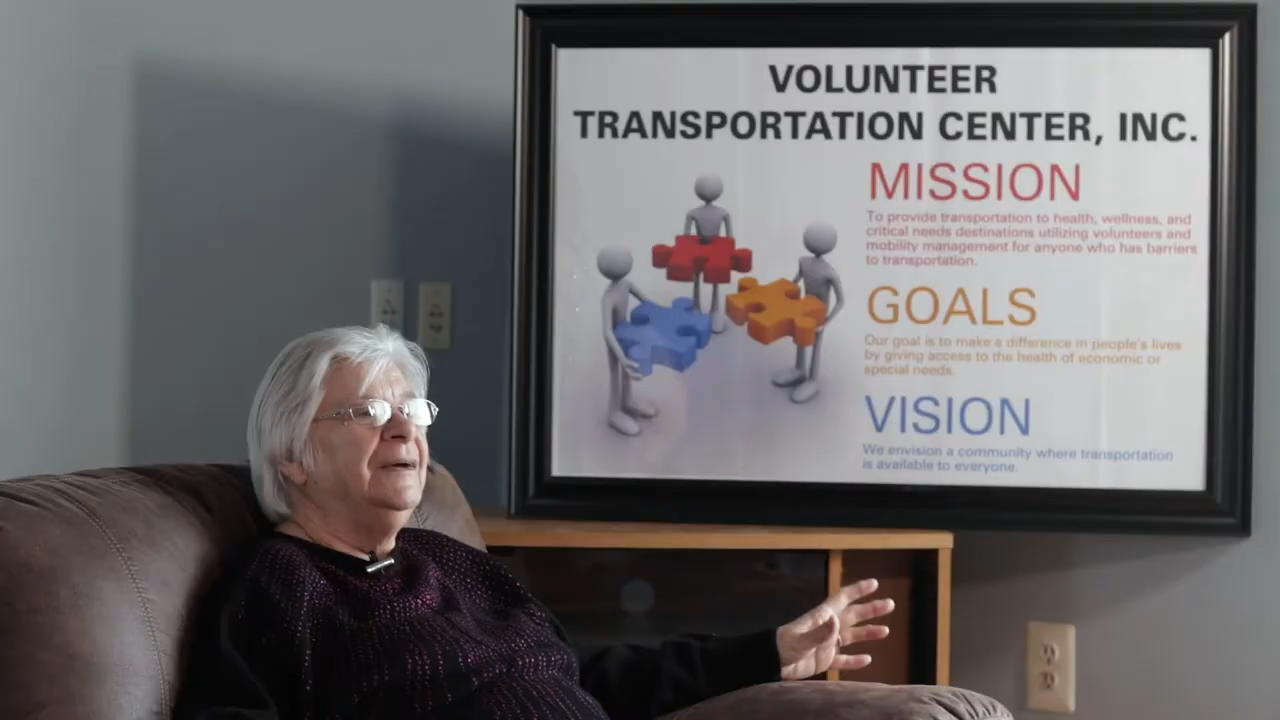 VOLUNTEER
TRANSPORTATION CENTER, INC.
MISSION
To provide transportation to health, wellness, and
critical needs destinations utilizing volunteers and
mobility management for anyone who has barriers
to transportation.
GOALS
Our goal is to make a difference in people's lives
by giving access to the health of economic or
special needs.
VISION
We envision a community where transportation
is available to everyone.